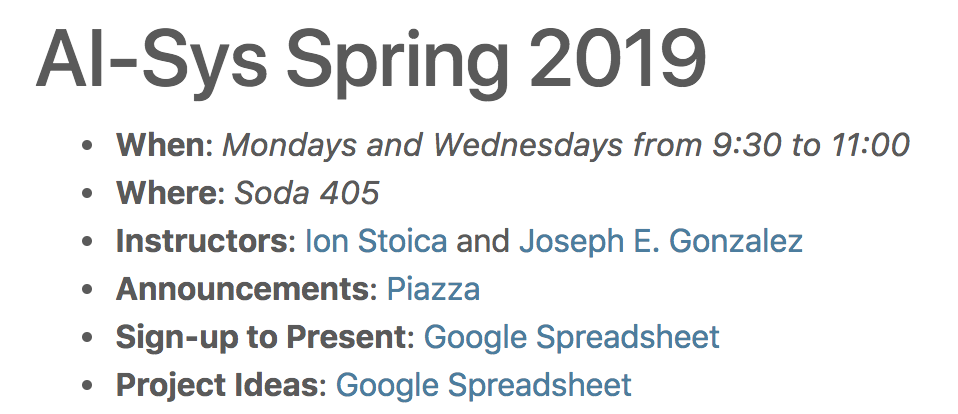 AI-Sys Spring 2019
• When: Mondays and Wednesdays from 9:30 to 11:00
• Where: Soda 405
• Instructors: Ion Stoica and Joseph E. Gonzalez
• Announcements: Piazza
• Sign-up to Present: Google Spreadsheet
• Project Ideas: Google Spreadsheet